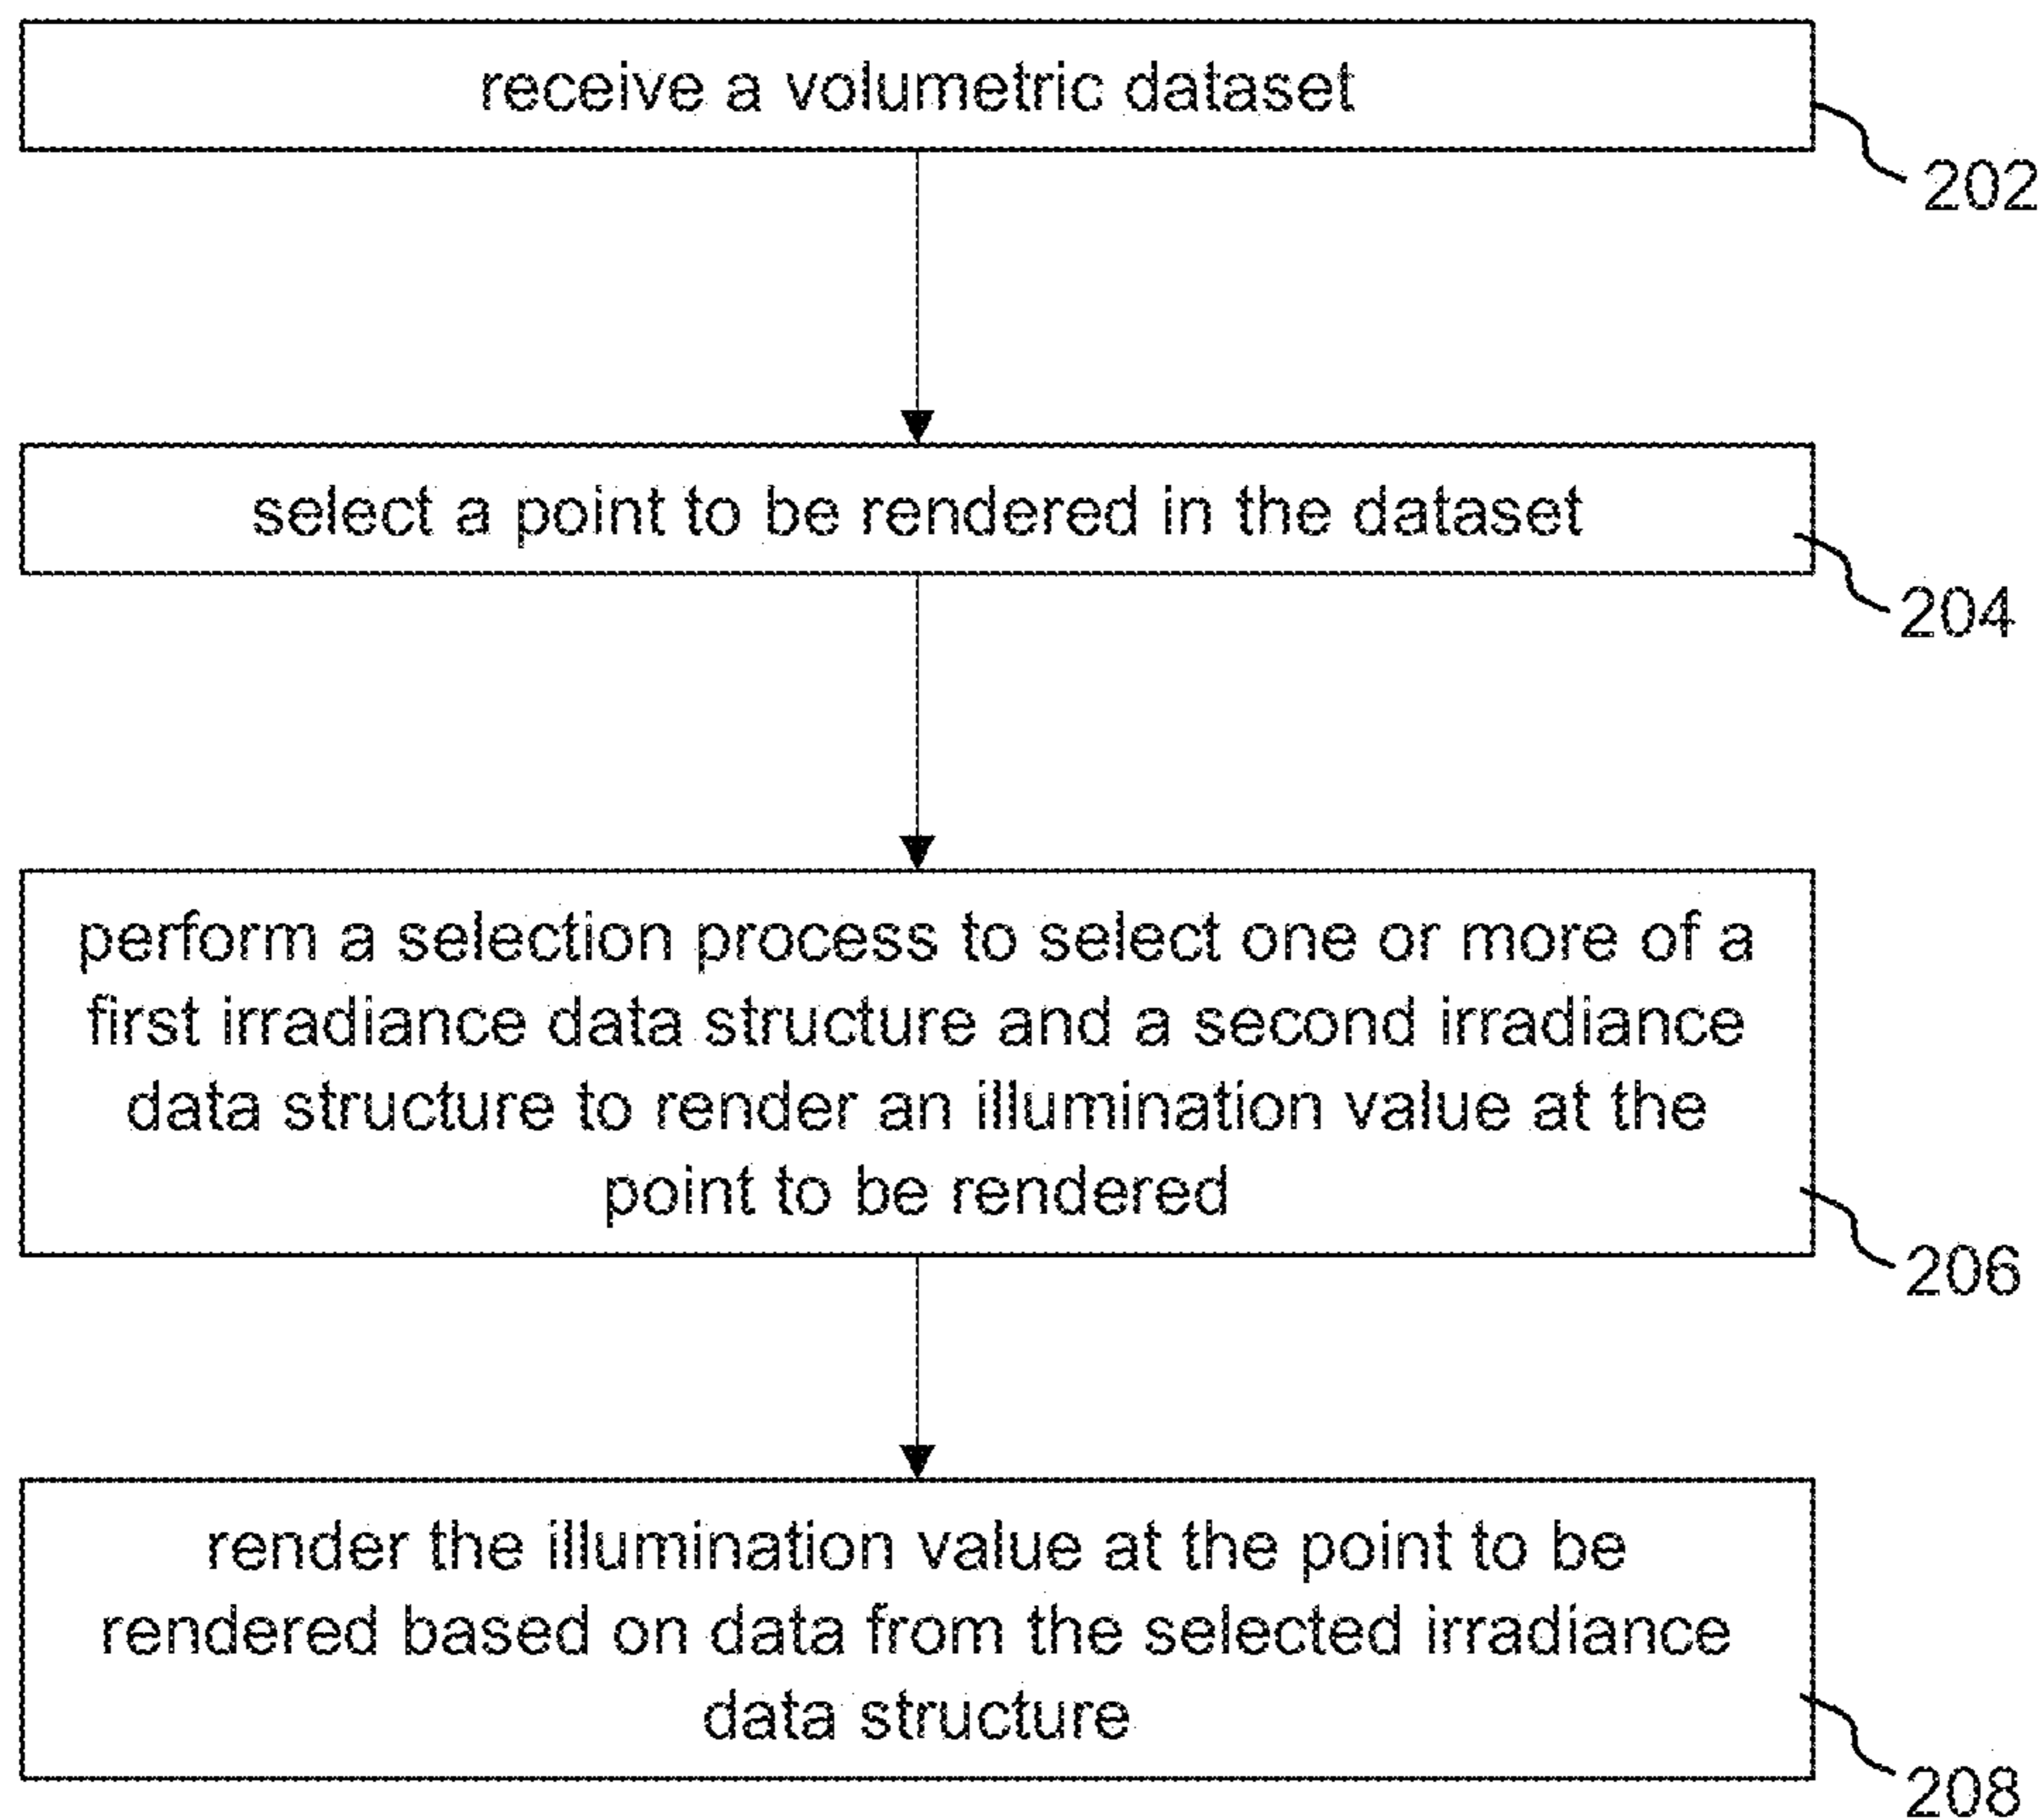 receive a volumetric dataset
202
select a point to be rendered in the dataset
204
perform a selection process to select one or more of a
first irradiance data structure and a second irradiance
data structure to render an illumination value at the
point to be rendered
206
render the illumination value at the point to be
rendered based on data from the selected irradiance
data structure
208